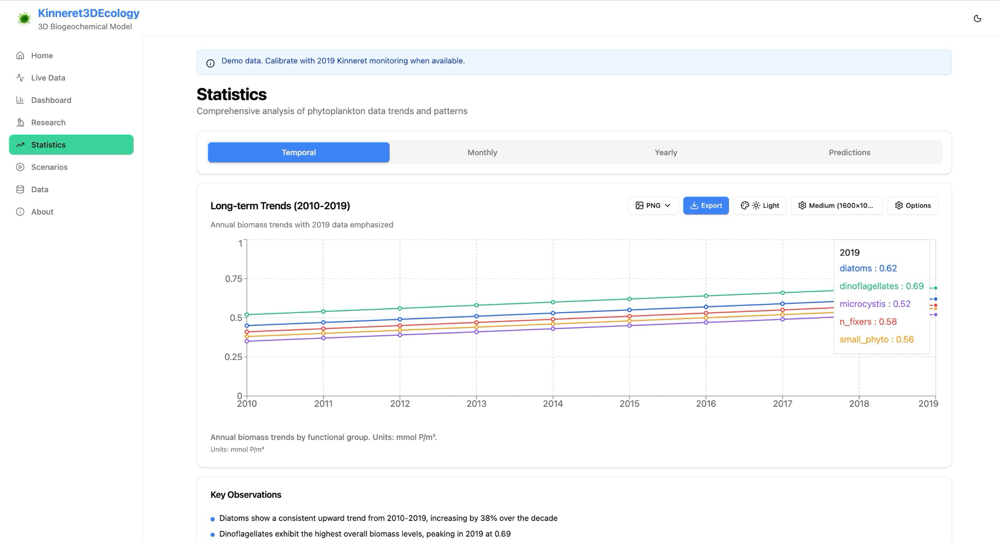 Kinneret3DEcology
3D Biogeochemical Model
Home
Live Data
Dashboard
Research
Statistics
Scenarios
Data
About
Demo data. Calibrate with 2019 Kinneret monitoring when available.
Statistics
Comprehensive analysis of phytoplankton data trends and patterns
Temporal Monthly Yearly Predictions
Long-term Trends (2010-2019)
PNG Export Light Medium (1600×10... Options
Annual biomass trends with 2019 data emphasized
1
0.75
0.5
0.25
0
2010 2011 2012 2013 2014 2015 2016 2017 2018 2019
2019
diatoms : 0.62
dinoflagellates : 0.69
microcystis : 0.52
n_fixers : 0.58
small_phyto : 0.56
Annual biomass trends by functional group. Units: mmol P/m³.
Units: mmol P/m³
Key Observations
Diatoms show a consistent upward trend from 2010-2019, increasing by 38% over the decade
Dinoflagellates exhibit the highest overall biomass levels, peaking in 2019 at 0.69